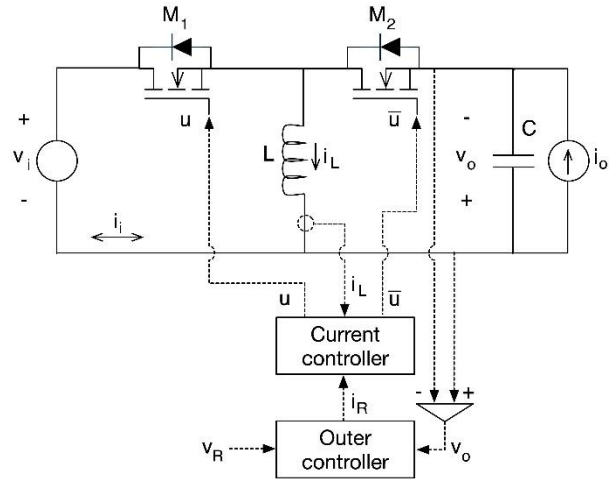 M1
M2
u
u̅
+
-
-
C
vi
L
iL
vo
io
-
+
ii
u
iL
u̅
Current
controller
iR
-
+
vR
Outer
controller
vo